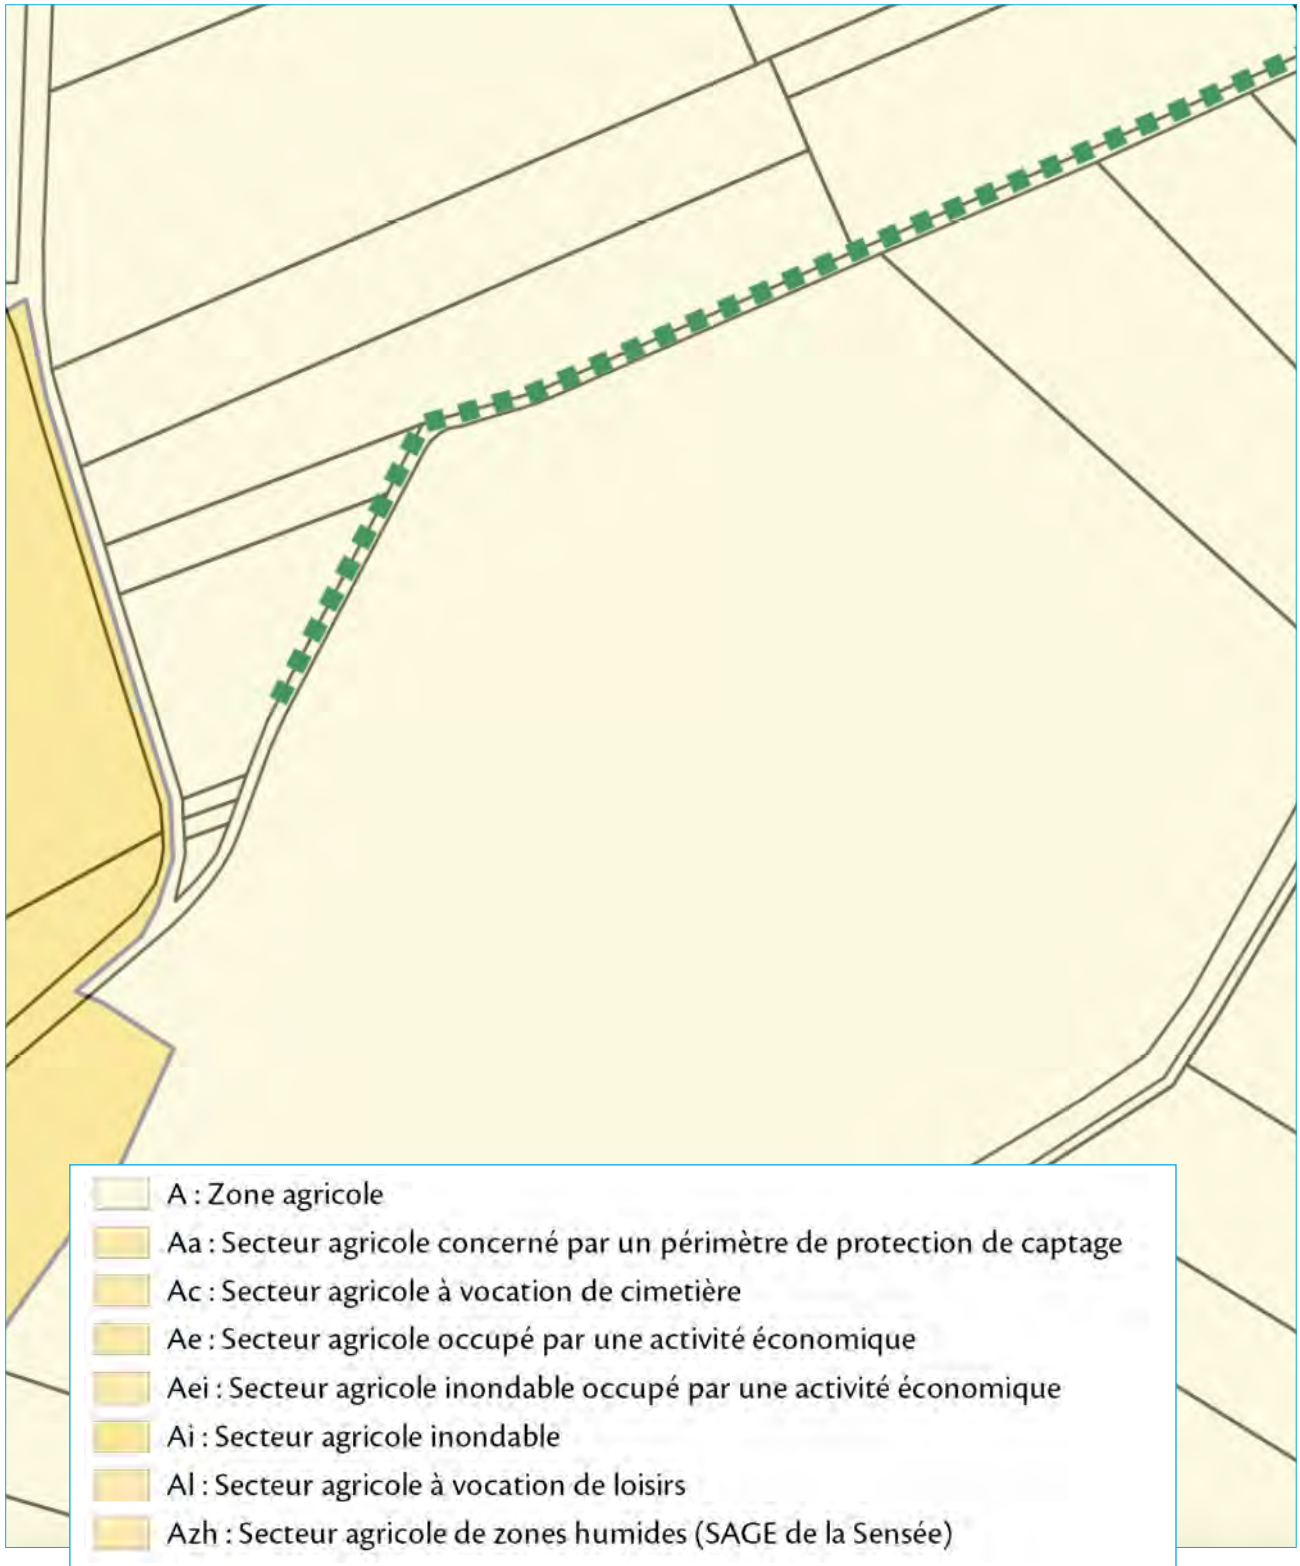 A : Zone agricole
Aa : Secteur agricole concerné par un périmètre de protection de captage
Ac : Secteur agricole à vocation de cimetière
Ae : Secteur agricole occupé par une activité économique
Aei : Secteur agricole inondable occupé par une activité économique
Ai : Secteur agricole inondable
Al : Secteur agricole à vocation de loisirs
Azh : Secteur agricole de zones humides (SAGE de la Sensée)